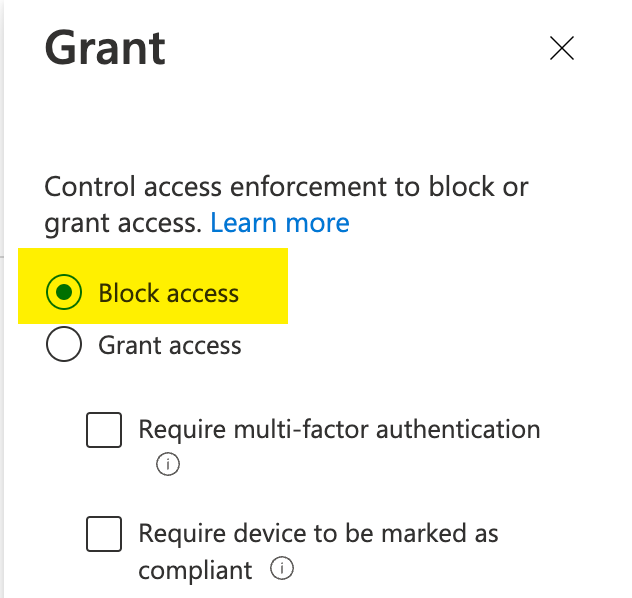 Grant
Control access enforcement to block or
grant access. Learn more
Block access
Grant access
Require multi-factor authentication
Require device to be marked as
compliant